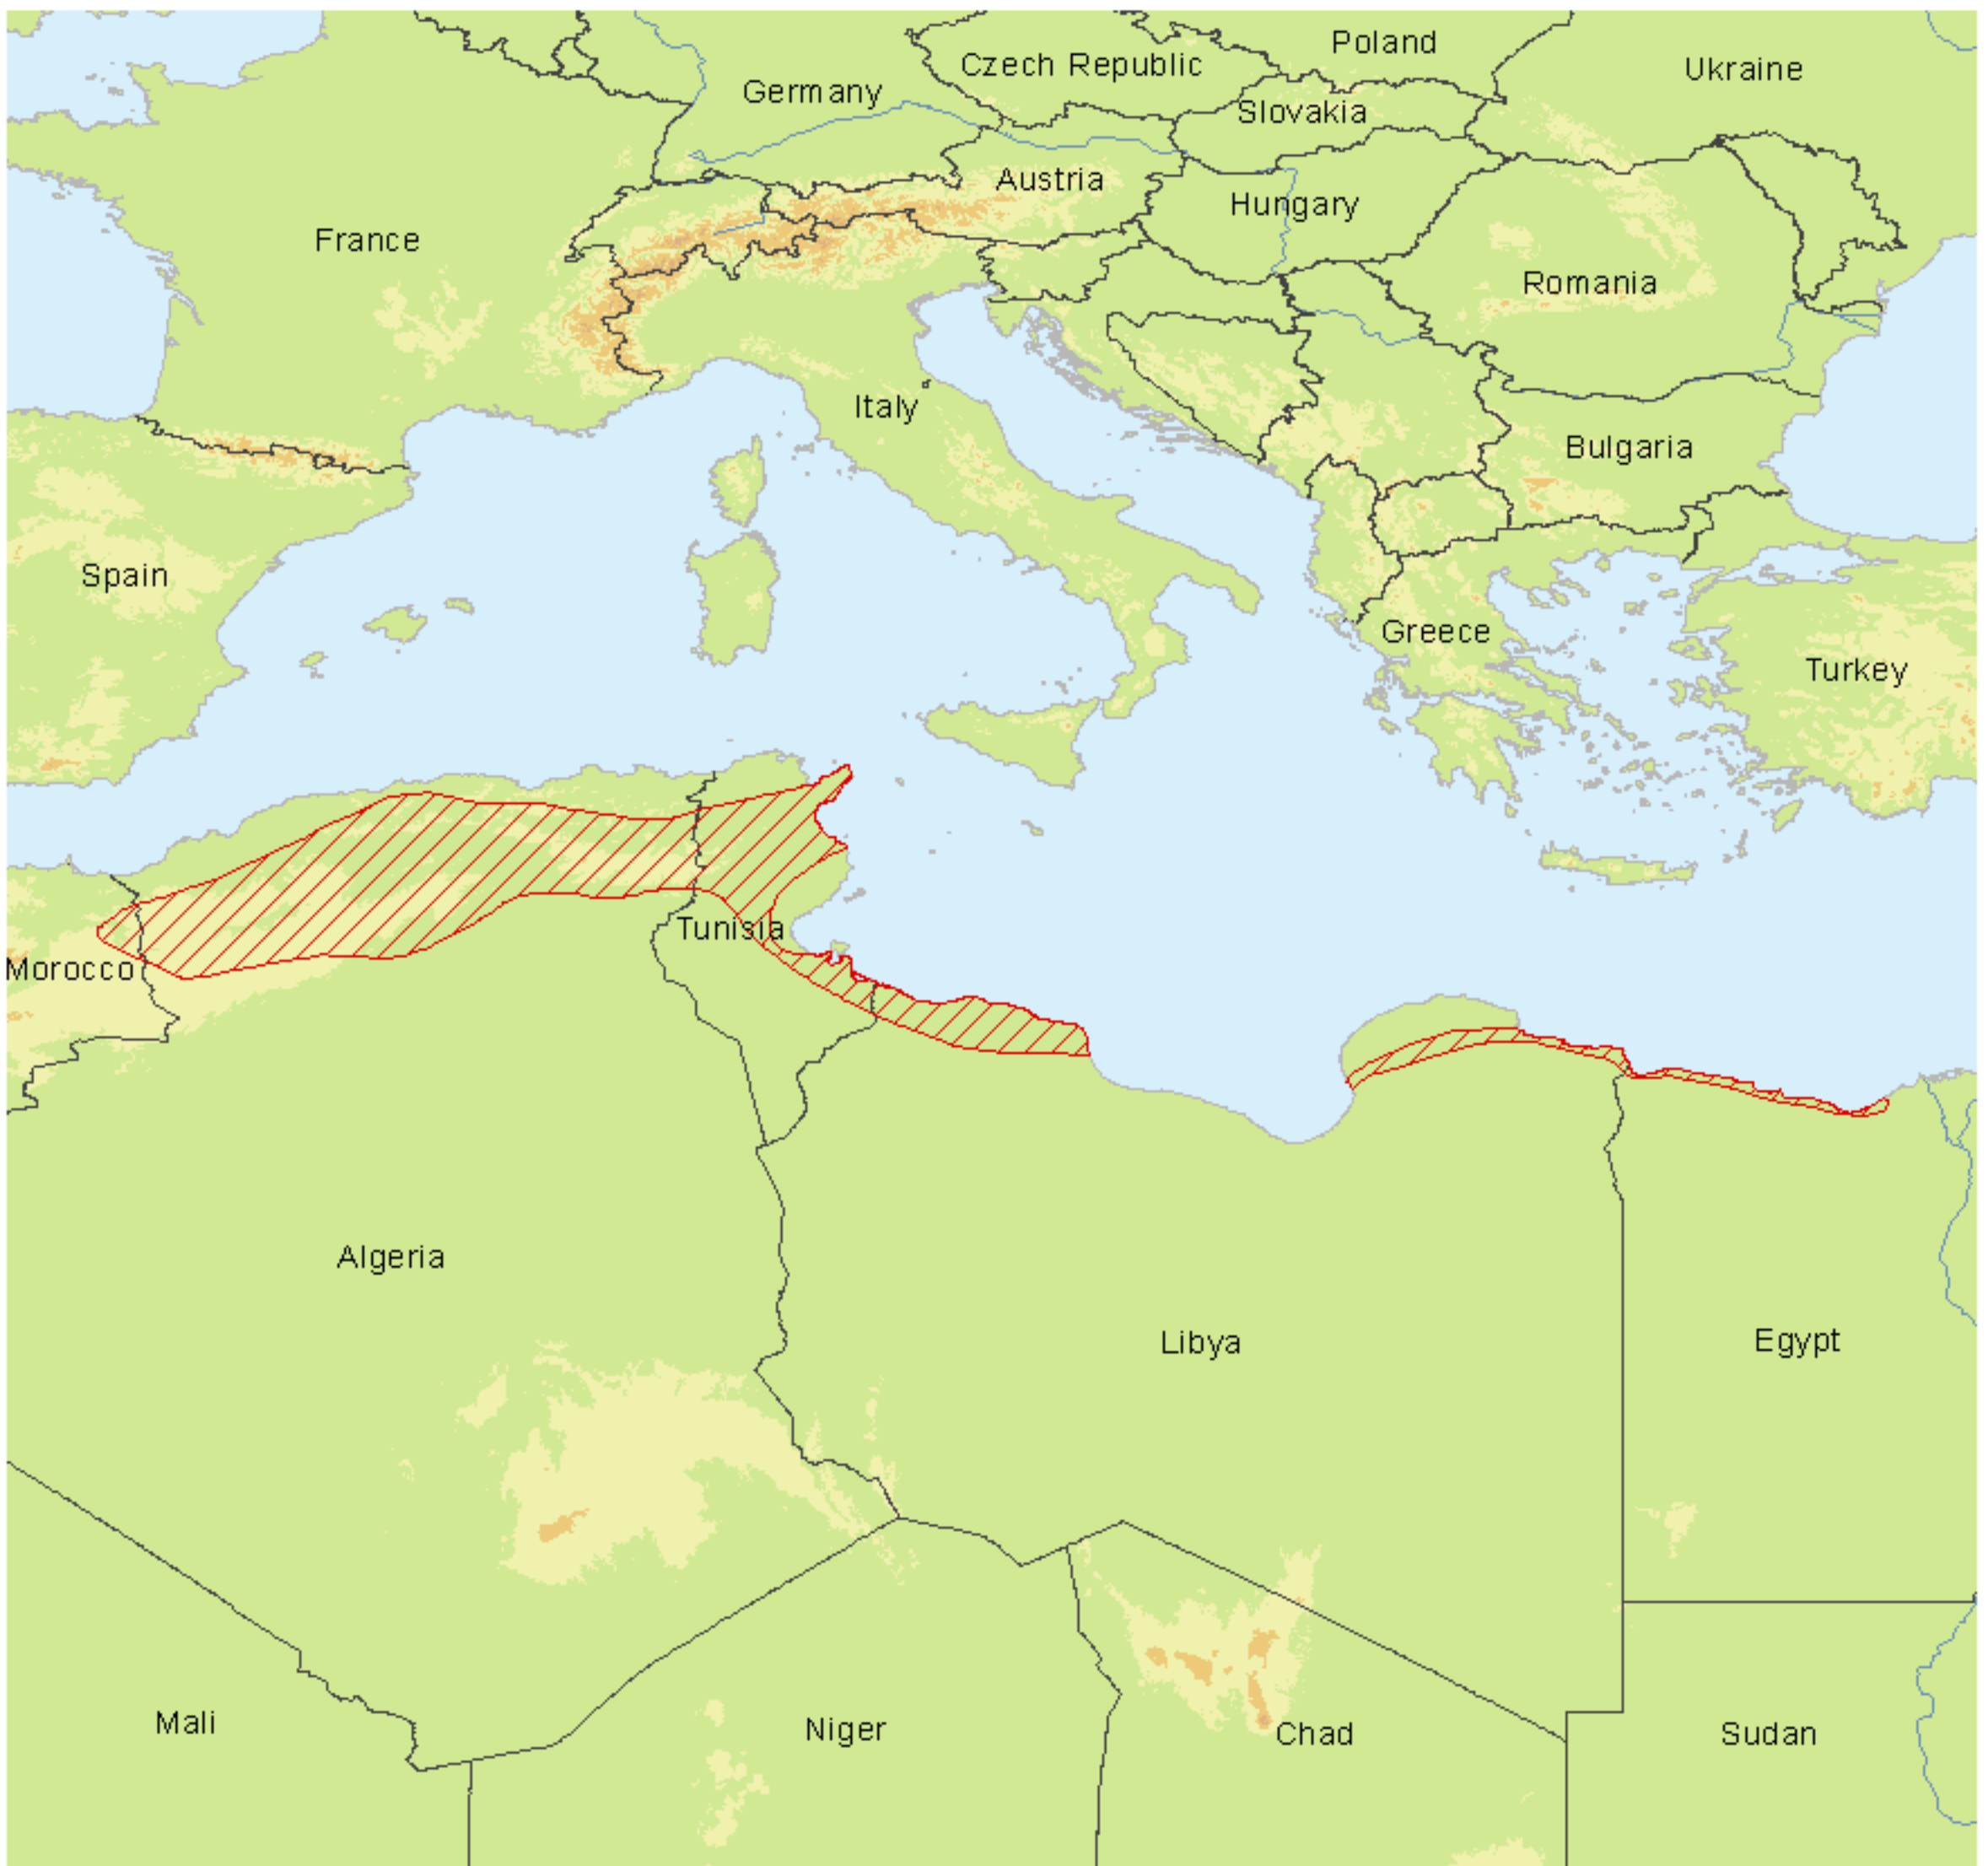 Poland
Czech Republic
Ukraine
Germany
Slovakia
Austria
Hungary
France
Romania
Italy
Bulgaria
Spain
Greece
Turkey
Tunisia
Morocco
Algeria
Libya
Egypt
Mali
Niger
Chad
Sudan